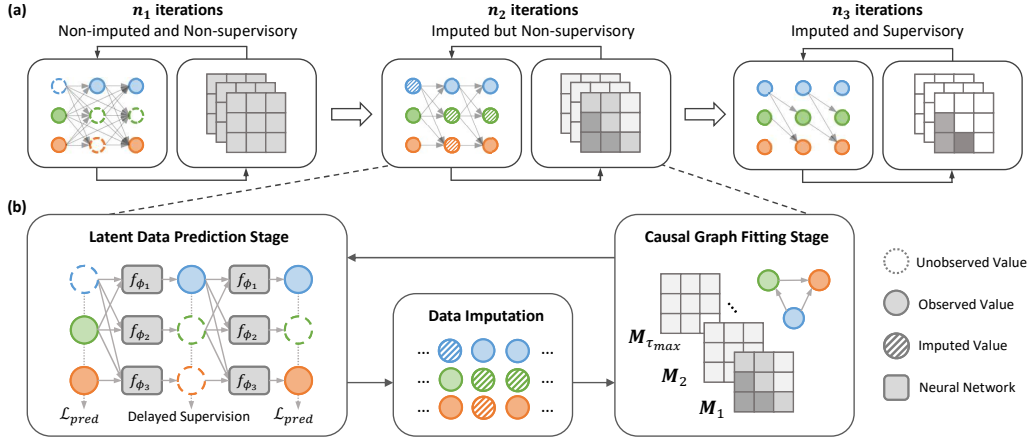 (a)
n₁ iterations
Non-imputed and Non-supervisory
n₂ iterations
Imputed but Non-supervisory
n₃ iterations
Imputed and Supervisory
(b)
Latent Data Prediction Stage
f_ϕ₁
f_ϕ₁
f_ϕ₂
f_ϕ₂
f_ϕ₃
f_ϕ₃
ℒ_pred
Delayed Supervision
ℒ_pred
Data Imputation
... ...
... ...
... ...
Causal Graph Fitting Stage
M_τ_max
⋱
M₂
M₁
Unobserved Value
Observed Value
Imputed Value
Neural Network